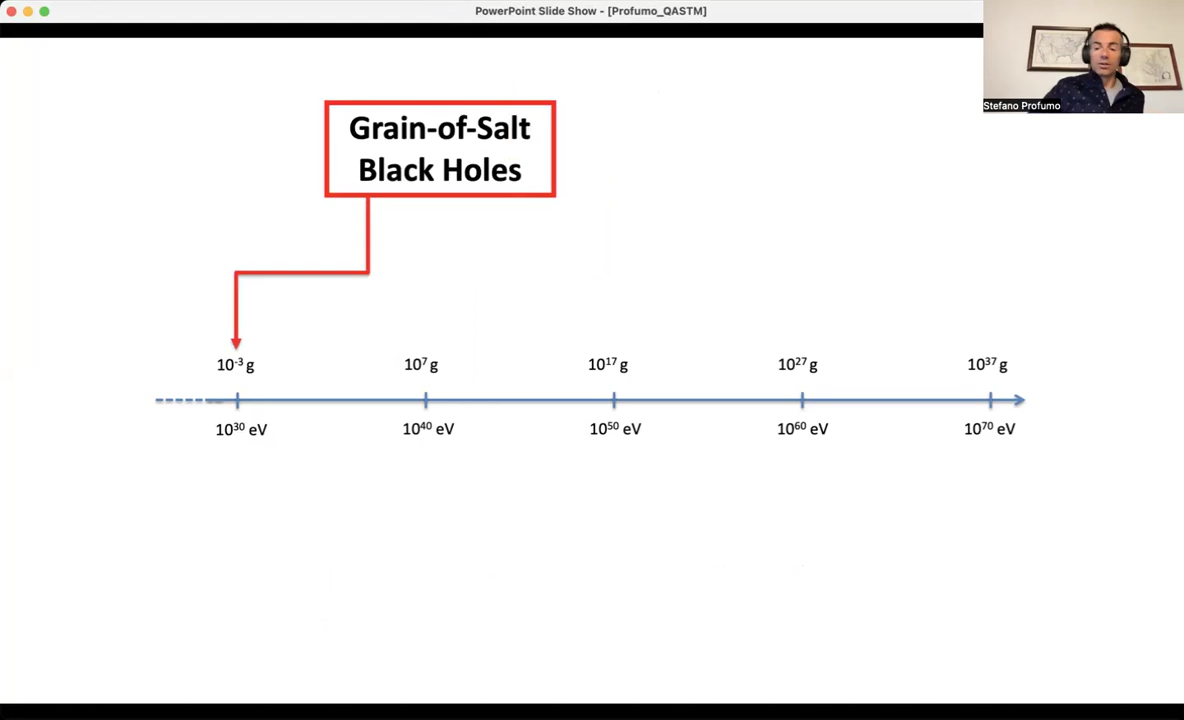 PowerPoint Slide Show - [Profumo_QASTM]
Stefano Profumo
Grain-of-Salt
Black Holes
10⁻³ g 10⁷ g 10¹⁷ g 10²⁷ g 10³⁷ g
10³⁰ eV 10⁴⁰ eV 10⁵⁰ eV 10⁶⁰ eV 10⁷⁰ eV